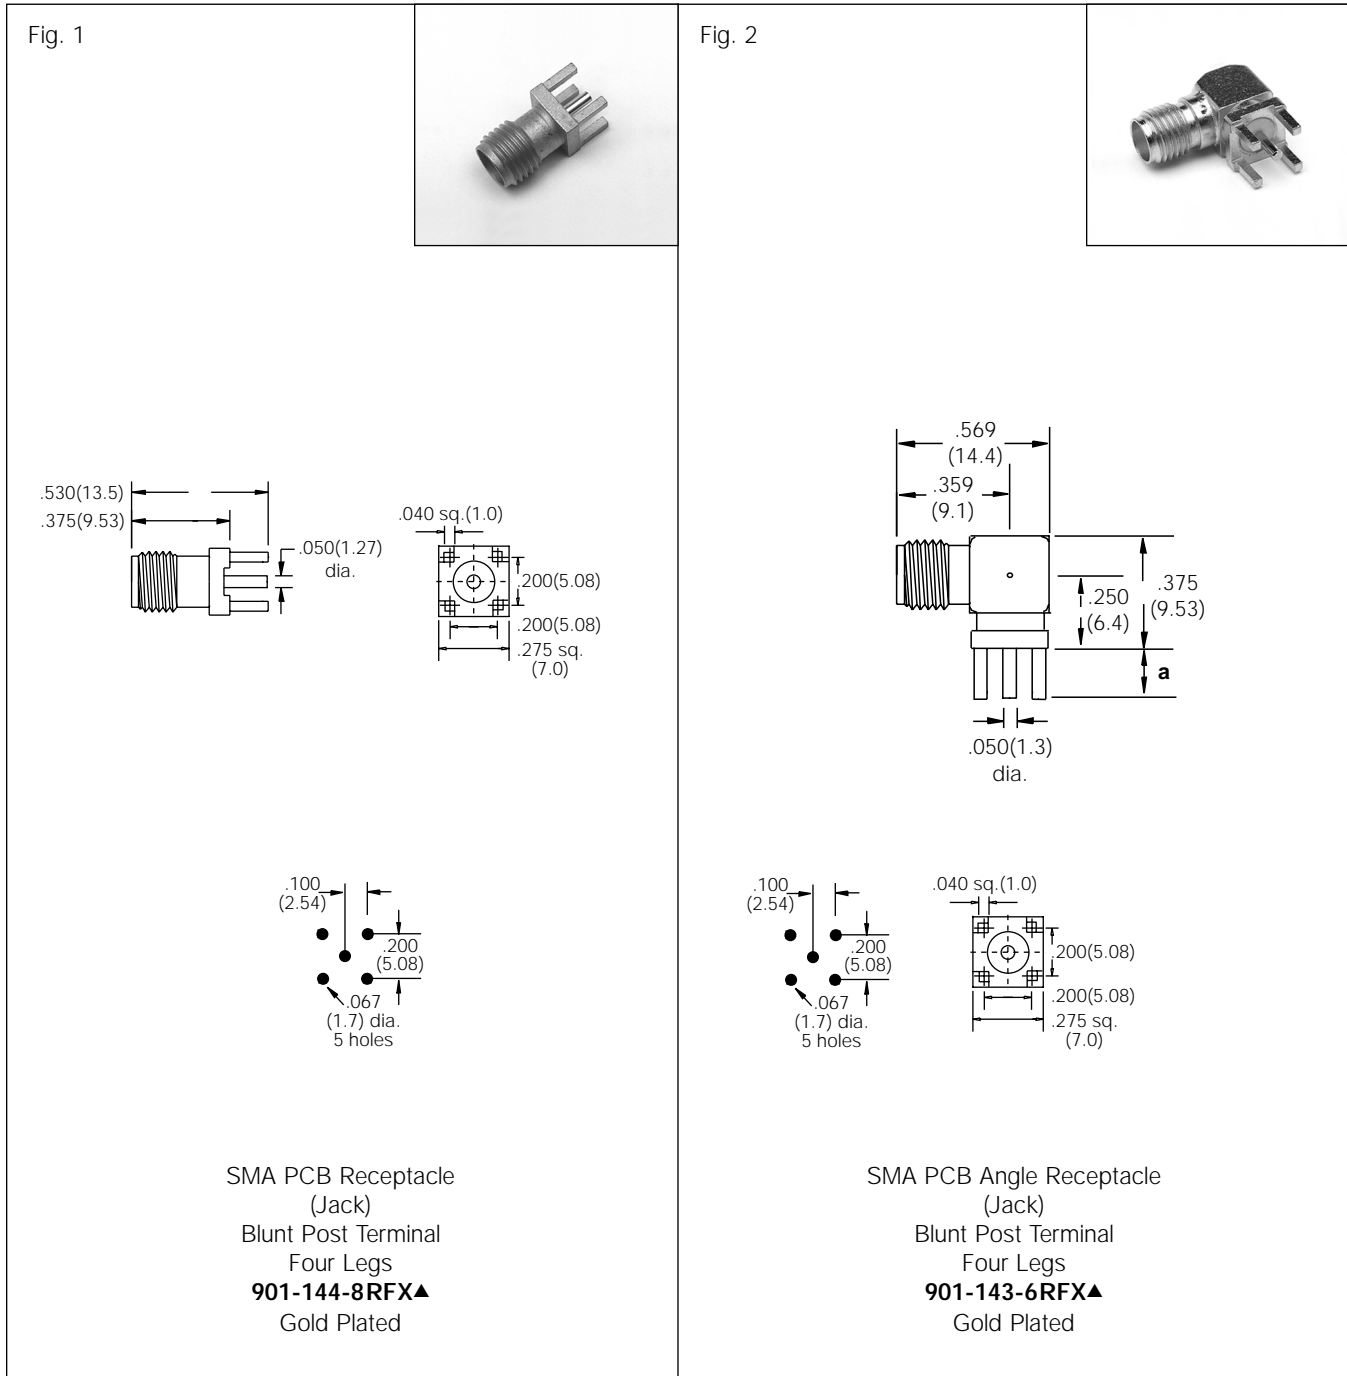 Fig. 1
.530(13.5)
.375(9.53)
.050(1.27)
dia.
.040 sq.(1.0)
.200(5.08)
.200(5.08)
.275 sq.
(7.0)
.100
(2.54)
.200
(5.08)
.067
(1.7) dia.
5 holes
SMA PCB Receptacle
(Jack)
Blunt Post Terminal
Four Legs
901-144-8RFX▲
Gold Plated
Fig. 2
.569
(14.4)
.359
(9.1)
.250
(6.4)
.375
(9.53)
a
.050(1.3)
dia.
.100
(2.54)
.200
(5.08)
.067
(1.7) dia.
5 holes
.040 sq.(1.0)
.200(5.08)
.200(5.08)
.275 sq.
(7.0)
SMA PCB Angle Receptacle
(Jack)
Blunt Post Terminal
Four Legs
901-143-6RFX▲
Gold Plated